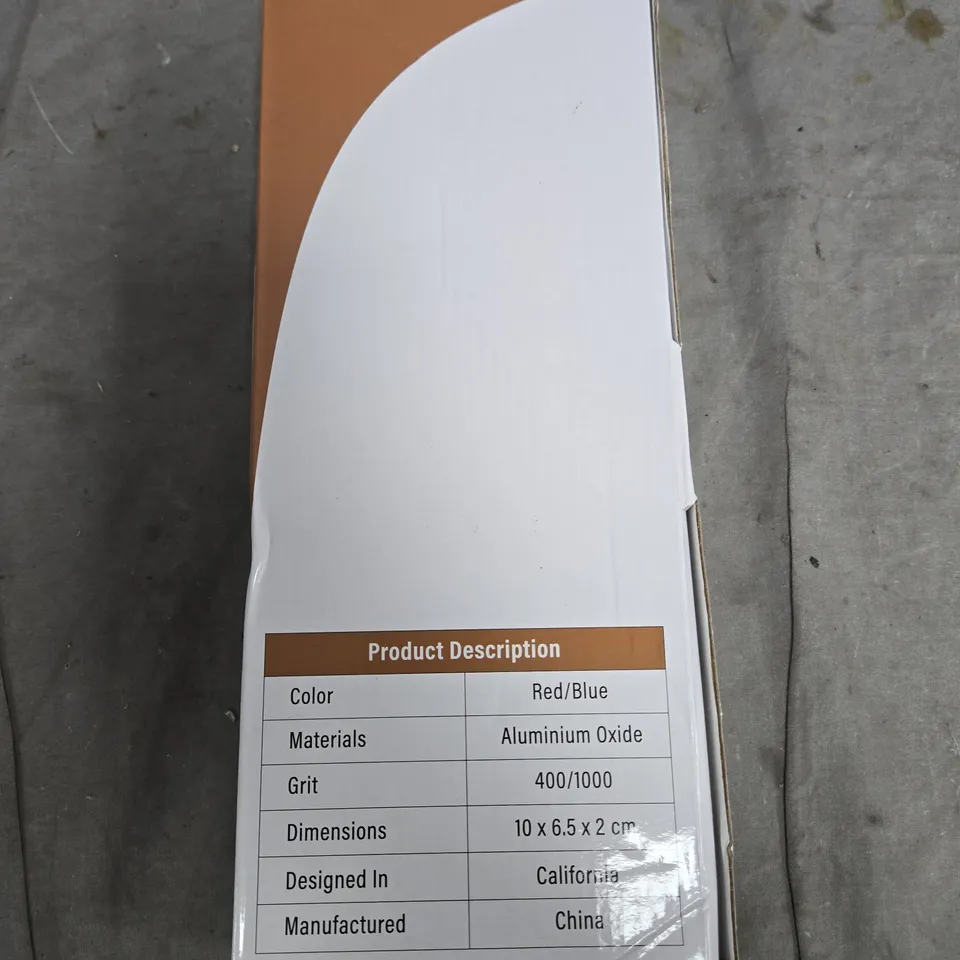 Product Description
Color Red/Blue
Materials Aluminium Oxide
Grit 400/1000
Dimensions 10 x 6.5 x 2 cm
Designed In California
Manufactured China